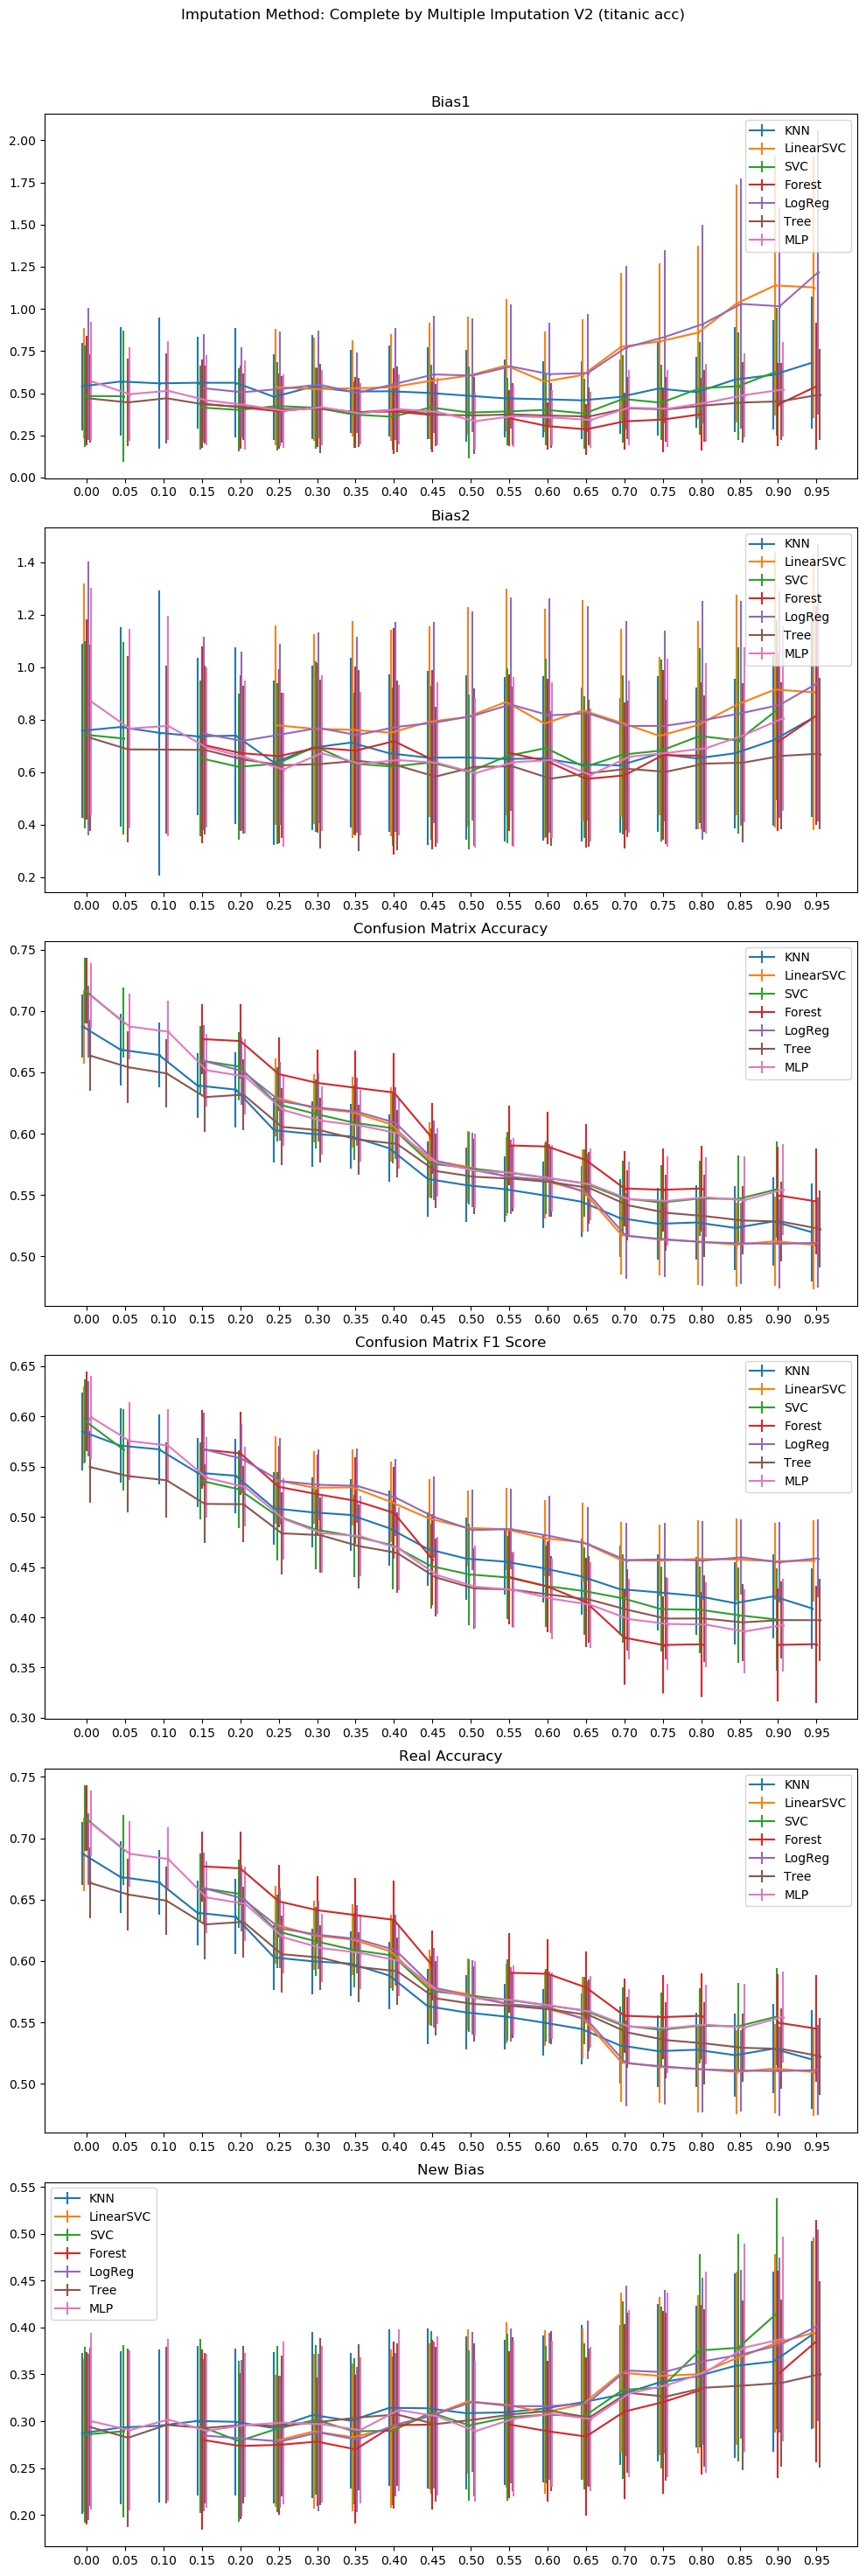 Imputation Method: Complete by Multiple Imputation V2 (titanic acc)
Bias1
2.00
1.75
1.50
1.25
1.00
0.75
0.50
0.25
0.00
KNN
LinearSVC
SVC
Forest
LogReg
Tree
MLP
0.00 0.05 0.10 0.15 0.20 0.25 0.30 0.35 0.40 0.45 0.50 0.55 0.60 0.65 0.70 0.75 0.80 0.85 0.90 0.95
Bias2
1.4
1.2
1.0
0.8
0.6
0.4
0.2
KNN
LinearSVC
SVC
Forest
LogReg
Tree
MLP
0.00 0.05 0.10 0.15 0.20 0.25 0.30 0.35 0.40 0.45 0.50 0.55 0.60 0.65 0.70 0.75 0.80 0.85 0.90 0.95
Confusion Matrix Accuracy
0.75
0.70
0.65
0.60
0.55
0.50
KNN
LinearSVC
SVC
Forest
LogReg
Tree
MLP
0.00 0.05 0.10 0.15 0.20 0.25 0.30 0.35 0.40 0.45 0.50 0.55 0.60 0.65 0.70 0.75 0.80 0.85 0.90 0.95
Confusion Matrix F1 Score
0.65
0.60
0.55
0.50
0.45
0.40
0.35
0.30
KNN
LinearSVC
SVC
Forest
LogReg
Tree
MLP
0.00 0.05 0.10 0.15 0.20 0.25 0.30 0.35 0.40 0.45 0.50 0.55 0.60 0.65 0.70 0.75 0.80 0.85 0.90 0.95
Real Accuracy
0.75
0.70
0.65
0.60
0.55
0.50
KNN
LinearSVC
SVC
Forest
LogReg
Tree
MLP
0.00 0.05 0.10 0.15 0.20 0.25 0.30 0.35 0.40 0.45 0.50 0.55 0.60 0.65 0.70 0.75 0.80 0.85 0.90 0.95
New Bias
0.55
0.50
0.45
0.40
0.35
0.30
0.25
0.20
KNN
LinearSVC
SVC
Forest
LogReg
Tree
MLP
0.00 0.05 0.10 0.15 0.20 0.25 0.30 0.35 0.40 0.45 0.50 0.55 0.60 0.65 0.70 0.75 0.80 0.85 0.90 0.95